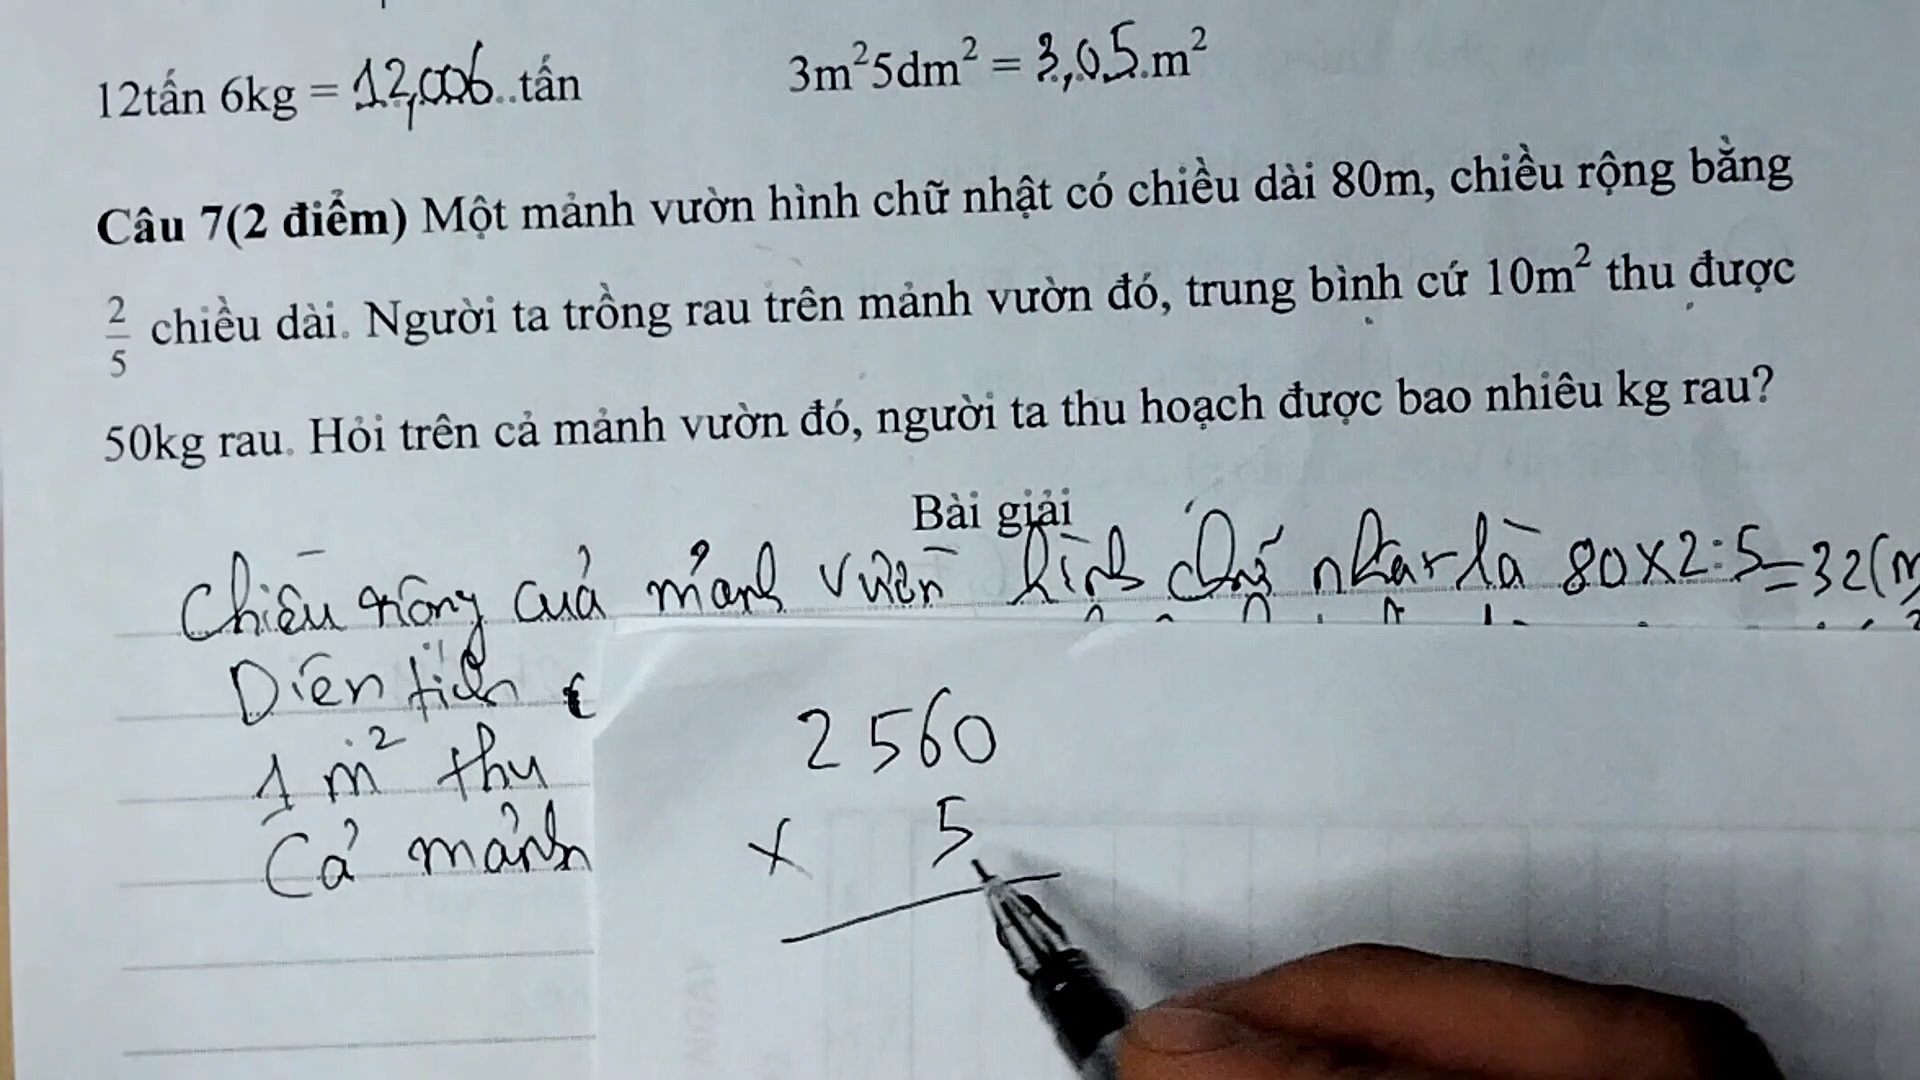 12tấn 6kg = 12,006..tấn 3m²5dm² = 3,05.m²
Câu 7(2 điểm) Một mảnh vườn hình chữ nhật có chiều dài 80m, chiều rộng bằng
2/5 chiều dài. Người ta trồng rau trên mảnh vườn đó, trung bình cứ 10m² thu được
50kg rau. Hỏi trên cả mảnh vườn đó, người ta thu hoạch được bao nhiêu kg rau?
Bài giải
Chiều rộng của mảnh vườn hình chữ nhật là 80x2:5=32(m
Diện tích c
1 m² thu
Cả mảnh
2560
x 5
NGAY